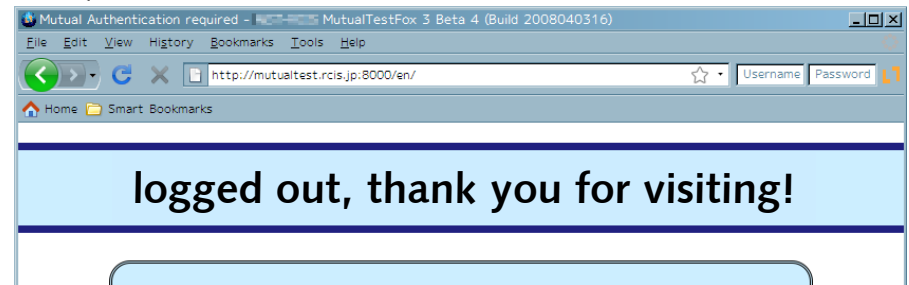 Mutual Authentication required - MutualTestFox 3 Beta 4 (Build 2008040316)
File Edit View History Bookmarks Tools Help
http://mutualtest.rcis.jp:8000/en/ Username Password
Home Smart Bookmarks
logged out, thank you for visiting!